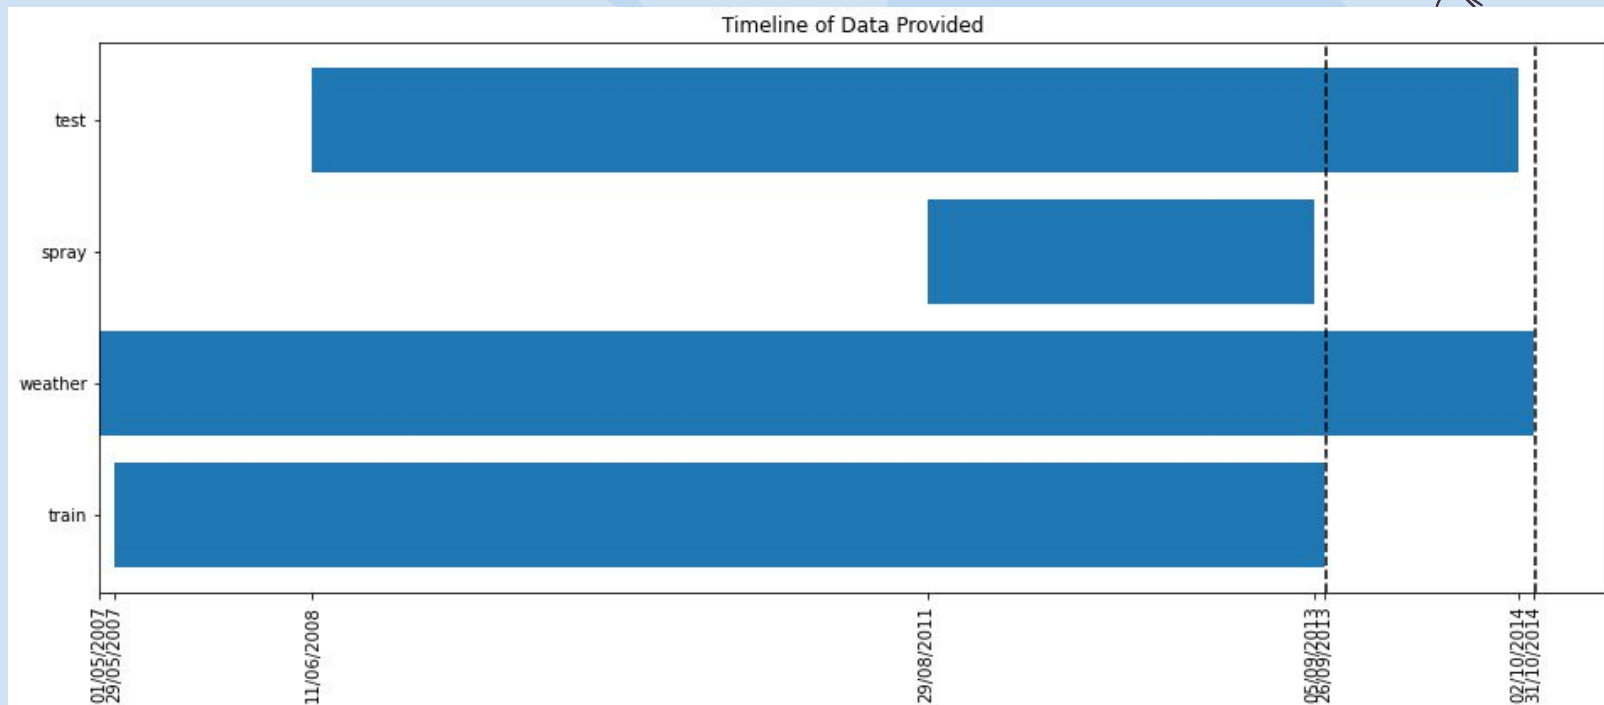 Timeline of Data Provided
test
spray
weather
train
01/05/2007
29/05/2007
11/06/2008
29/08/2011
05/09/2013
26/09/2013
02/10/2014
31/10/2014